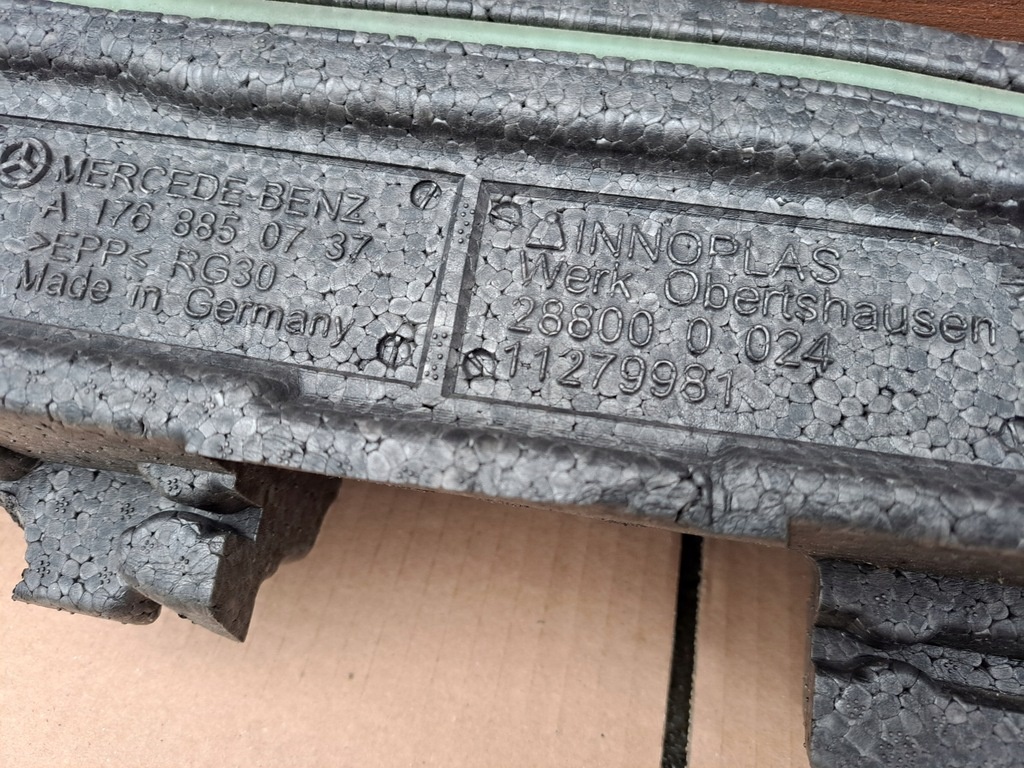 MERCEDE-BENZ
A 176 885 07 37
>EPP< RG30
Made in Germany
INNOPLAS
Werk Obertshausen
28800 0 024
11279981